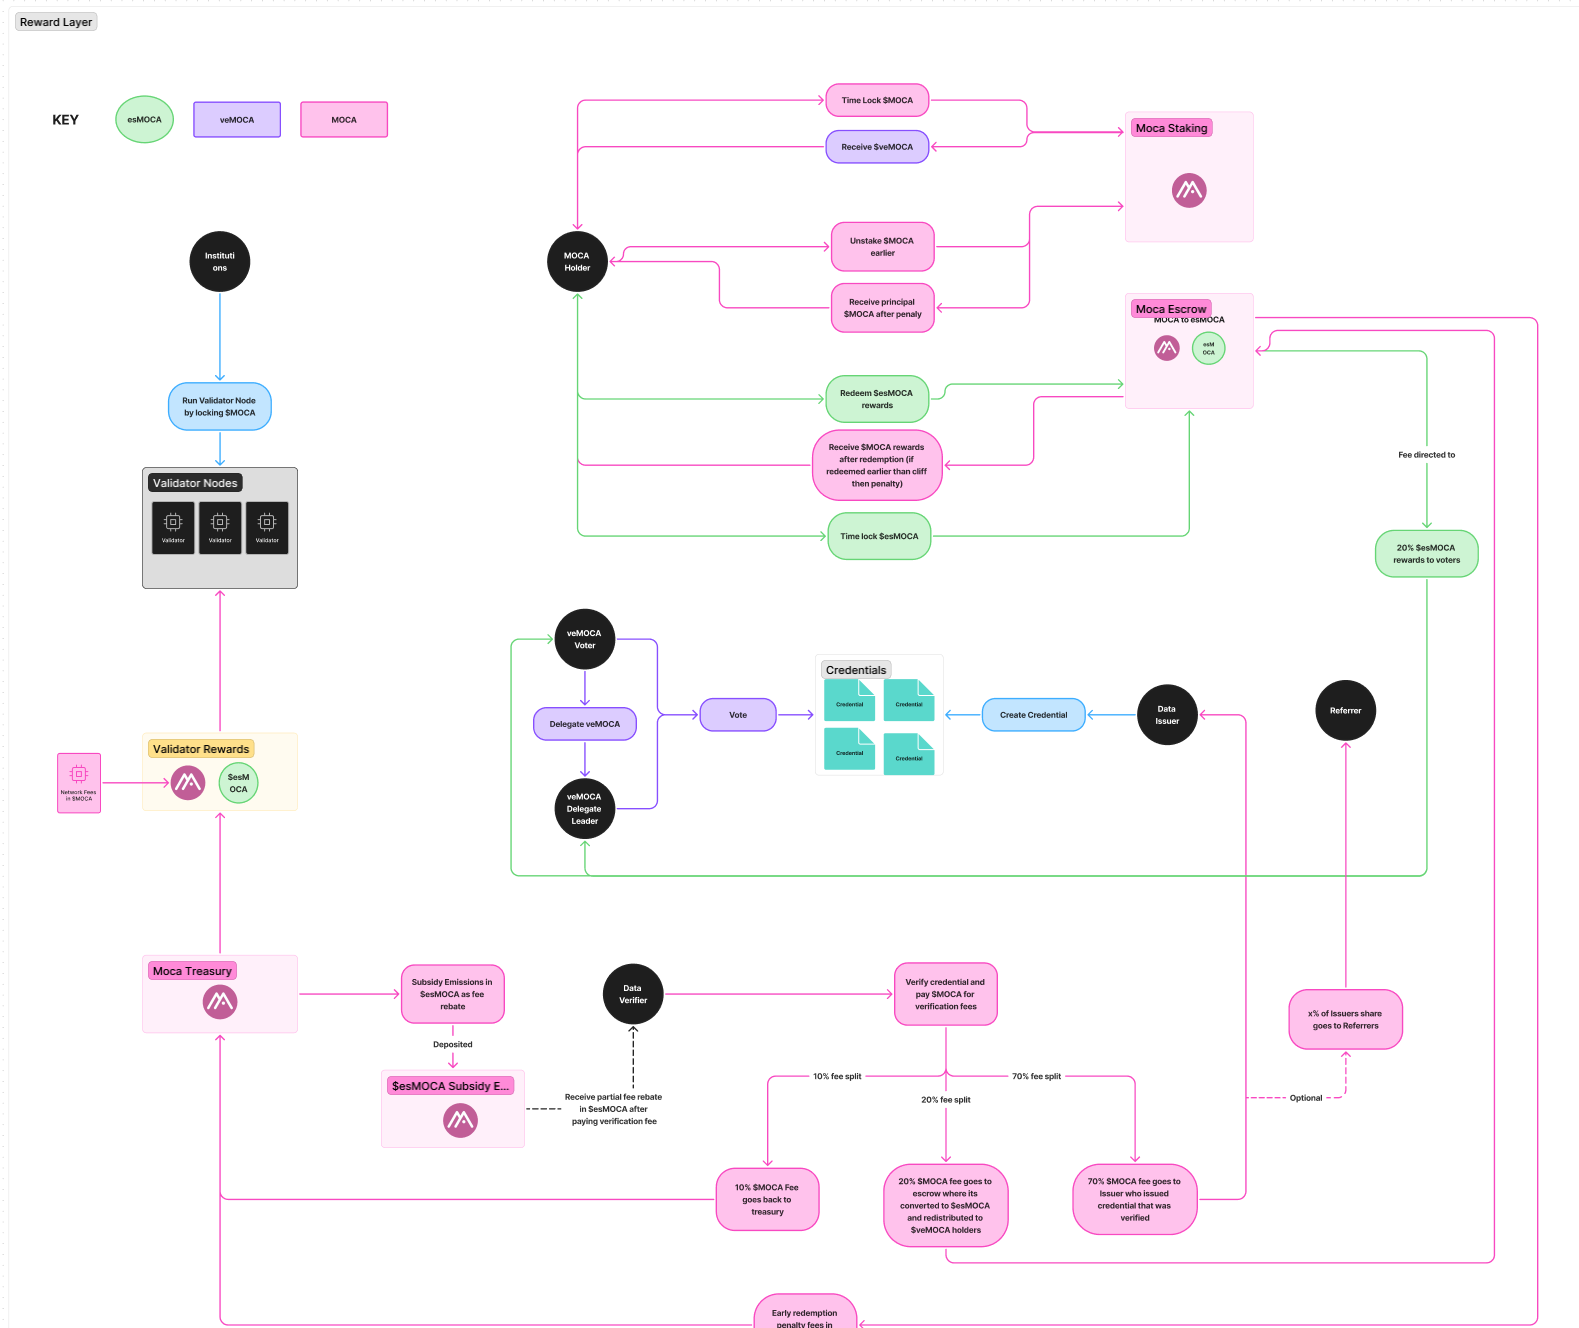 Reward Layer
KEY
esMOCA
veMOCA
MOCA
Time Lock $MOCA
Receive $veMOCA
Moca Staking
Instituti
ons
MOCA
Holder
Unstake $MOCA
earlier
Receive principal
$MOCA after penaly
Moca Escrow
MOCA to esMOCA
esM
OCA
Run Validator Node
by locking $MOCA
Redeem $esMOCA
rewards
Receive $MOCA rewards
after redemption (if
redeemed earlier than cliff
then penalty)
Fee directed to
Validator Nodes
Validator
Validator
Validator
Time lock $esMOCA
20% $esMOCA
rewards to voters
veMOCA
Voter
Delegate veMOCA
veMOCA
Delegate
Leader
Vote
Credentials
Credential
Credential
Credential
Credential
Create Credential
Data
Issuer
Referrer
Validator Rewards
$esM
OCA
Network Fees
in $MOCA
Moca Treasury
Subsidy Emissions in
$esMOCA as fee
rebate
Deposited
$esMOCA Subsidy E...
Data
Verifier
Receive partial fee rebate
in $esMOCA after
paying verification fee
Verify credential and
pay $MOCA for
verification fees
10% fee split
20% fee split
70% fee split
x% of Issuers share
goes to Referrers
Optional
10% $MOCA Fee
goes back to
treasury
20% $MOCA fee goes to
escrow where its
converted to $esMOCA
and redistributed to
$veMOCA holders
70% $MOCA fee goes to
Issuer who issued
credential that was
verified
Early redemption
penalty fees in